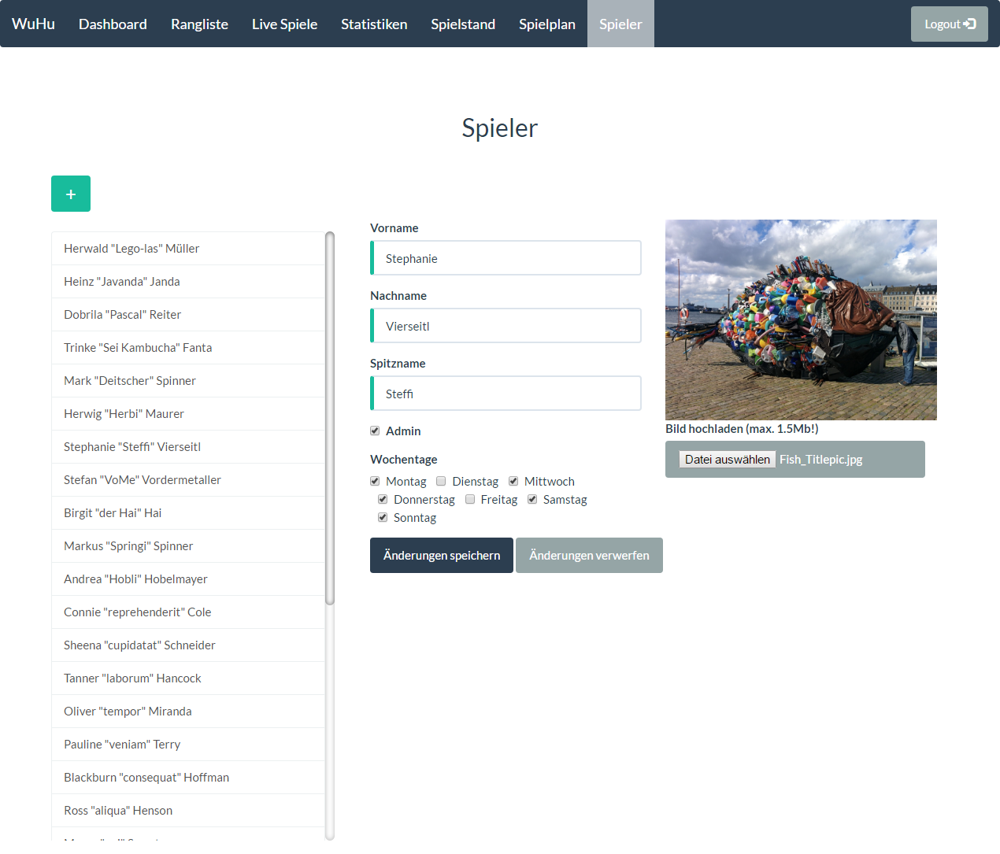 WuHu Dashboard Rangliste Live Spiele Statistiken Spielstand Spielplan Spieler Logout
Spieler
+
Herwald "Lego-las" Müller
Heinz "Javanda" Janda
Dobrila "Pascal" Reiter
Trinke "Sei Kambucha" Fanta
Mark "Deitscher" Spinner
Herwig "Herbi" Maurer
Stephanie "Steffi" Vierseitl
Stefan "VoMe" Vordermetaller
Birgit "der Hai" Hai
Markus "Springi" Spinner
Andrea "Hobli" Hobelmayer
Connie "reprehenderit" Cole
Sheena "cupidatat" Schneider
Tanner "laborum" Hancock
Oliver "tempor" Miranda
Pauline "veniam" Terry
Blackburn "consequat" Hoffman
Ross "aliqua" Henson
Vorname
Stephanie
Nachname
Vierseitl
Spitzname
Steffi
Admin
Wochentage
Montag Dienstag Mittwoch
Donnerstag Freitag Samstag
Sonntag
Änderungen speichern Änderungen verwerfen
Bild hochladen (max. 1.5Mb!)
Datei auswählen Fish_Titlepic.jpg